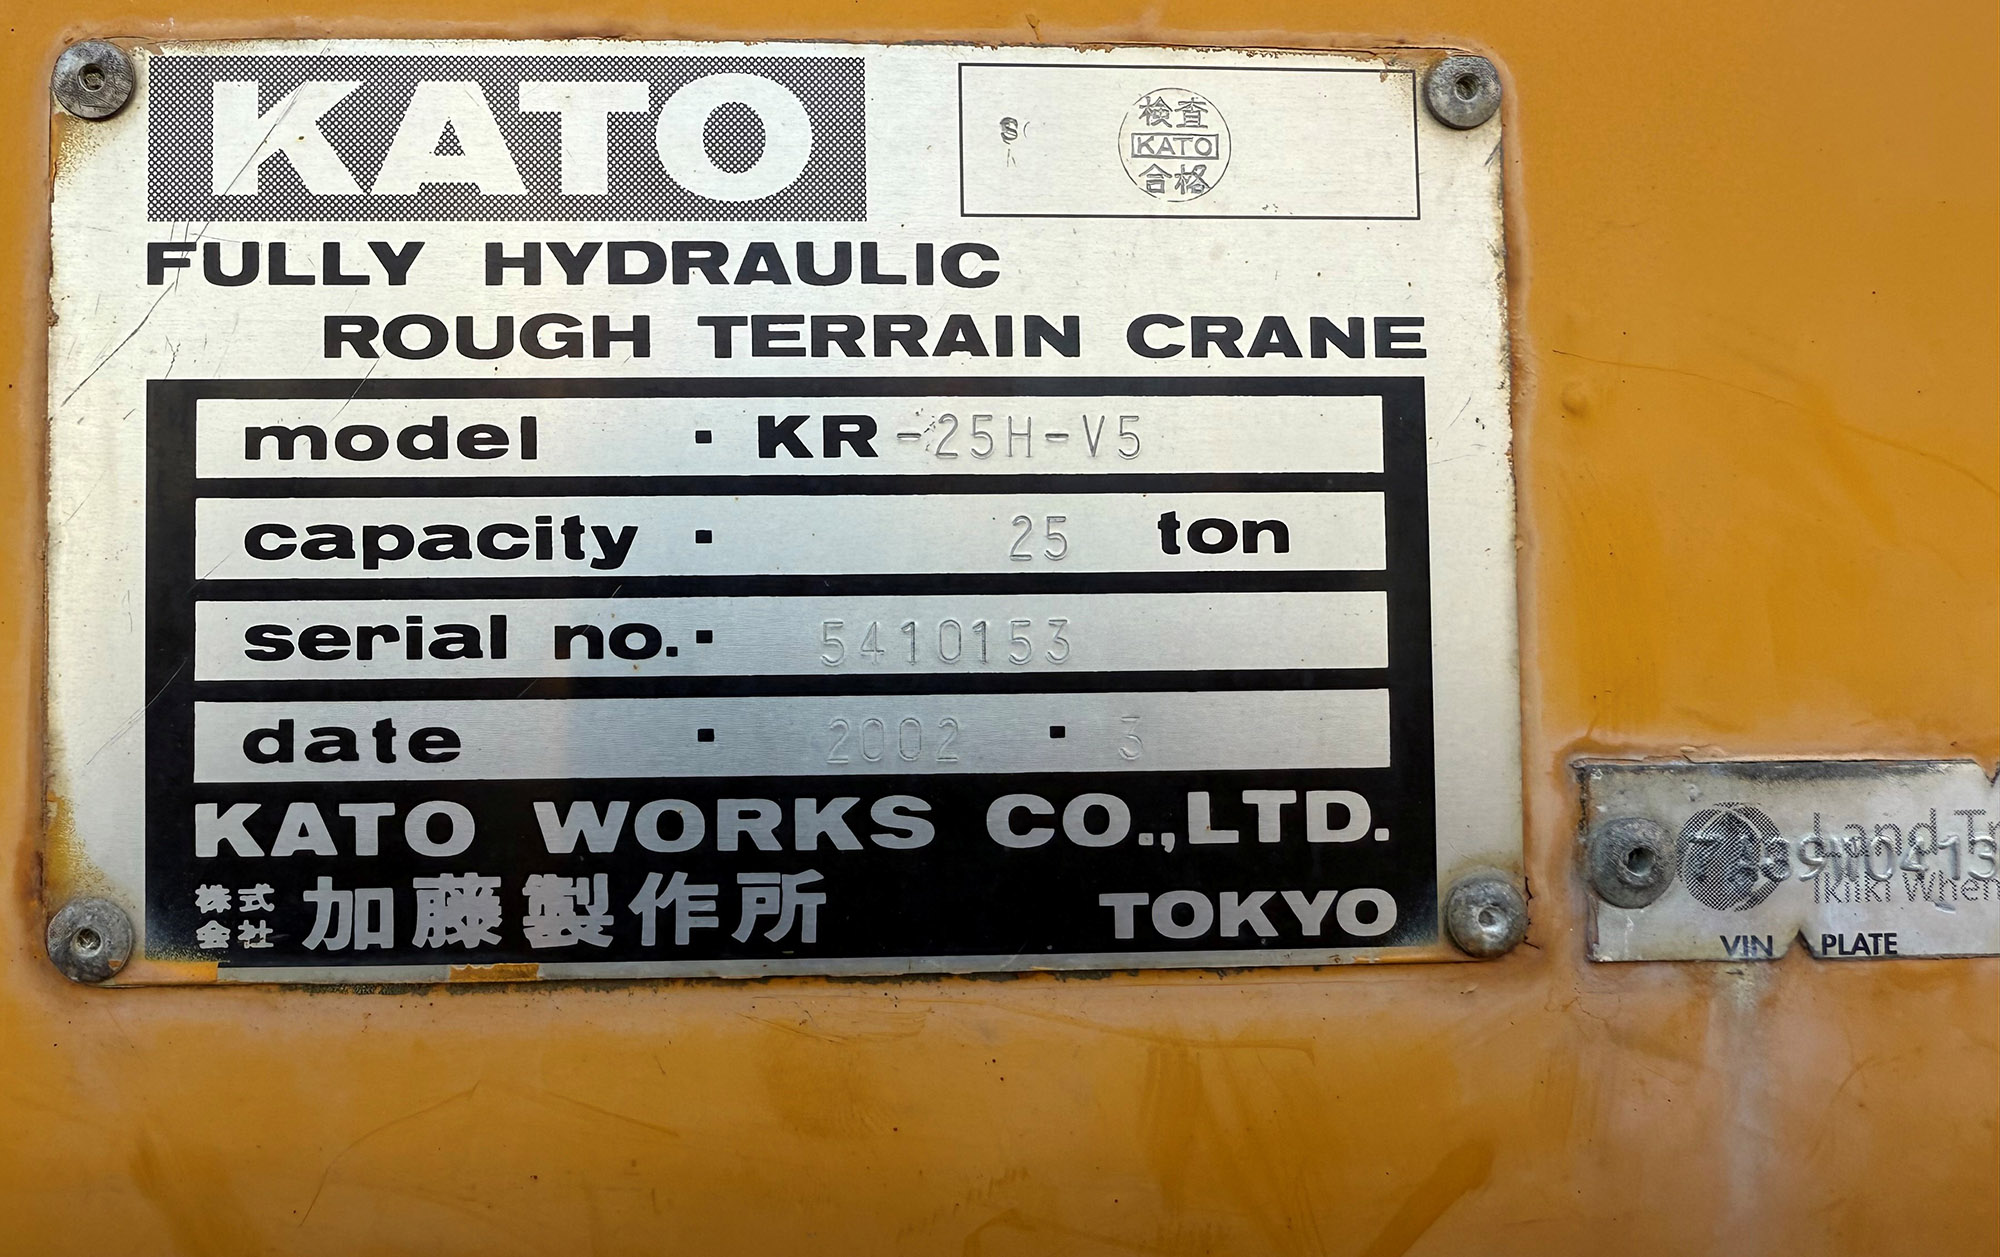 KATO
検査
KATO
合格
FULLY HYDRAULIC
ROUGH TERRAIN CRANE
model · KR-25H-V5
capacity · 25 ton
serial no. · 5410153
date · 2002 · 3
KATO WORKS CO.,LTD.
株式会社 加藤製作所 TOKYO
Land
VIN PLATE